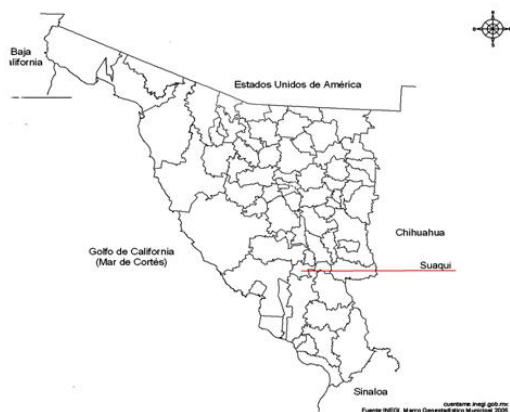 Baja
alifornia
Estados Unidos de América
Chihuahua
Golfo de California
(Mar de Cortés)
Suaqui
Sinaloa
cuentame.inegi.gob.mx
Fuente INEGI. Marco Geoestadístico Municipal 2005